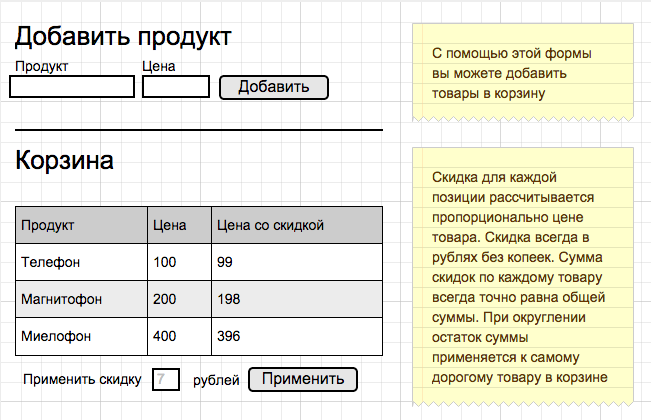 Добавить продукт
Продукт Цена
Добавить
С помощью этой формы
вы можете добавить
товары в корзину
Корзина
Продукт Цена Цена со скидкой
Телефон 100 99
Магнитофон 200 198
Миелофон 400 396
Применить скидку 7 рублей Применить
Скидка для каждой
позиции рассчитывается
пропорционально цене
товара. Скидка всегда в
рублях без копеек. Сумма
скидок по каждому товару
всегда точно равна общей
суммы. При округлении
остаток суммы
применяется к самому
дорогому товару в корзине